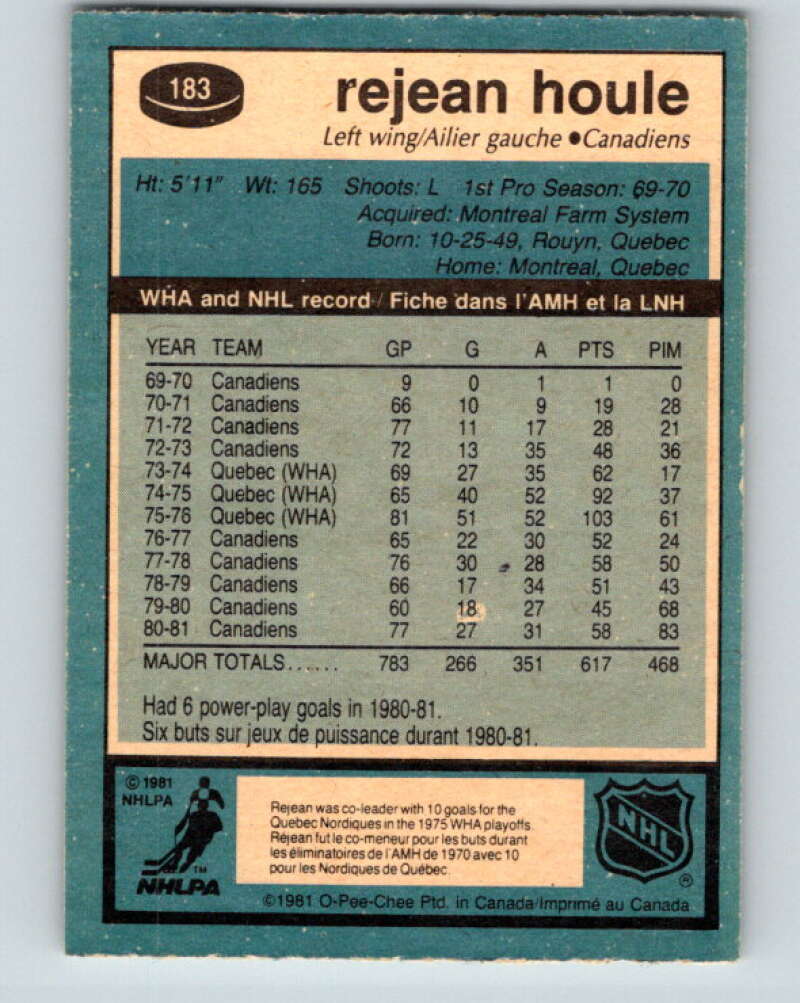 183
rejean houle
Left wing/Ailier gauche ●Canadiens
Ht: 5'11" Wt: 165 Shoots: L 1st Pro Season: 69-70
Acquired: Montreal Farm System
Born: 10-25-49, Rouyn, Quebec
Home: Montreal, Quebec
WHA and NHL record / Fiche dans l'AMH et la LNH
YEAR TEAM GP G A PTS PIM
69-70 Canadiens 9 0 1 1 0
70-71 Canadiens 66 10 9 19 28
71-72 Canadiens 77 11 17 28 21
72-73 Canadiens 72 13 35 48 36
73-74 Quebec (WHA) 69 27 35 62 17
74-75 Quebec (WHA) 65 40 52 92 37
75-76 Quebec (WHA) 81 51 52 103 61
76-77 Canadiens 65 22 30 52 24
77-78 Canadiens 76 30 28 58 50
78-79 Canadiens 66 17 34 51 43
79-80 Canadiens 60 18 27 45 68
80-81 Canadiens 77 27 31 58 83
MAJOR TOTALS...... 783 266 351 617 468
Had 6 power-play goals in 1980-81.
Six buts sur jeux de puissance durant 1980-81.
©1981
NHLPA
TM
NHLPA
Rejean was co-leader with 10 goals for the
Quebec Nordiques in the 1975 WHA playoffs.
Réjean fut le co-meneur pour les buts durant
les éliminatoires de l'AMH de 1970 avec 10
pour les Nordiques de Québec.
NHL
®
©1981 O-Pee-Chee Ptd. in Canada/Imprimé au Canada